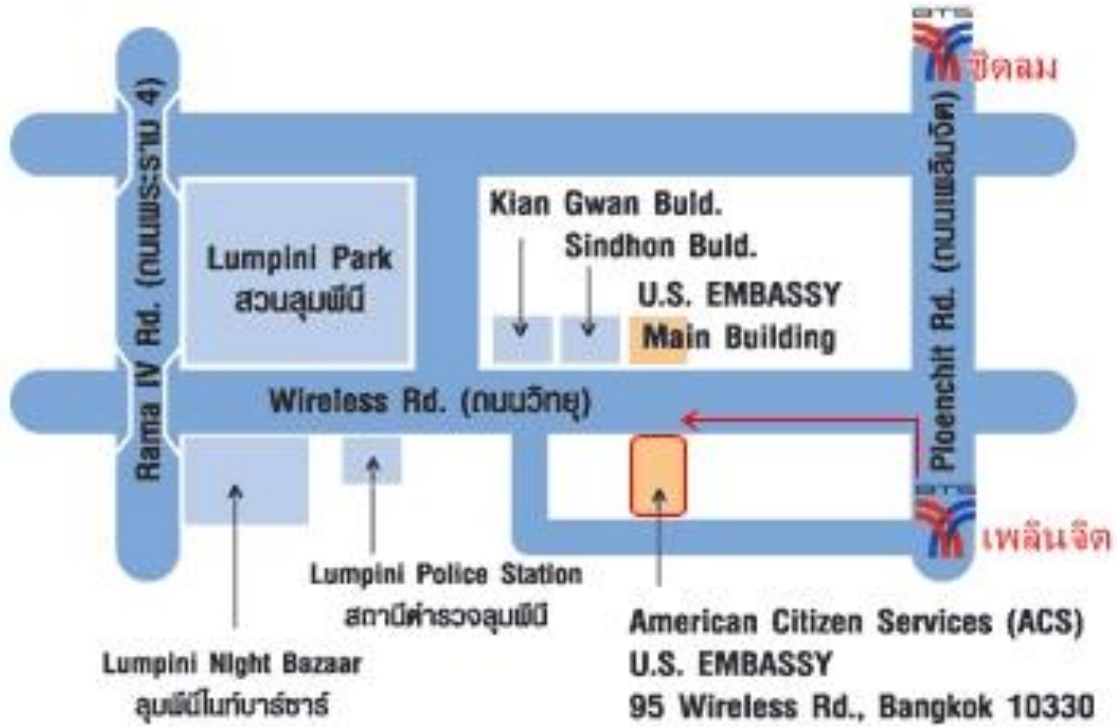 BTS
ชิดลม
Rama IV Rd. (ถนนพระราม 4)
Ploenchit Rd. (ถนนเพลินจิต)
Kian Gwan Buld.
Sindhon Buld.
Lumpini Park
สวนลุมพินี
U.S. EMBASSY
Main Building
Wireless Rd. (ถนนวิทยุ)
BTS
เพลินจิต
Lumpini Police Station
สถานีตำรวจลุมพินี
Lumpini Night Bazaar
ลุมพินีไนท์บาร์ซาร์
American Citizen Services (ACS)
U.S. EMBASSY
95 Wireless Rd., Bangkok 10330